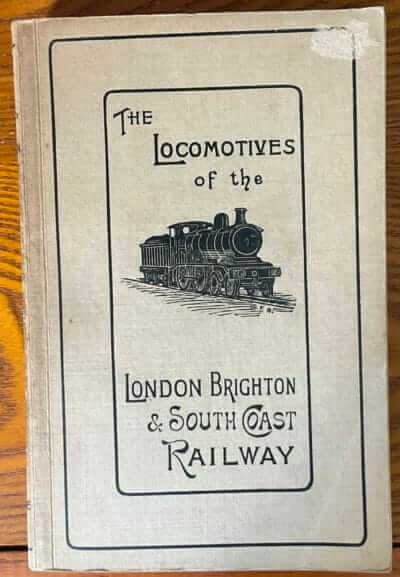 THE
LOCOMOTIVES
of the
LONDON BRIGHTON
& SOUTH COAST
RAILWAY